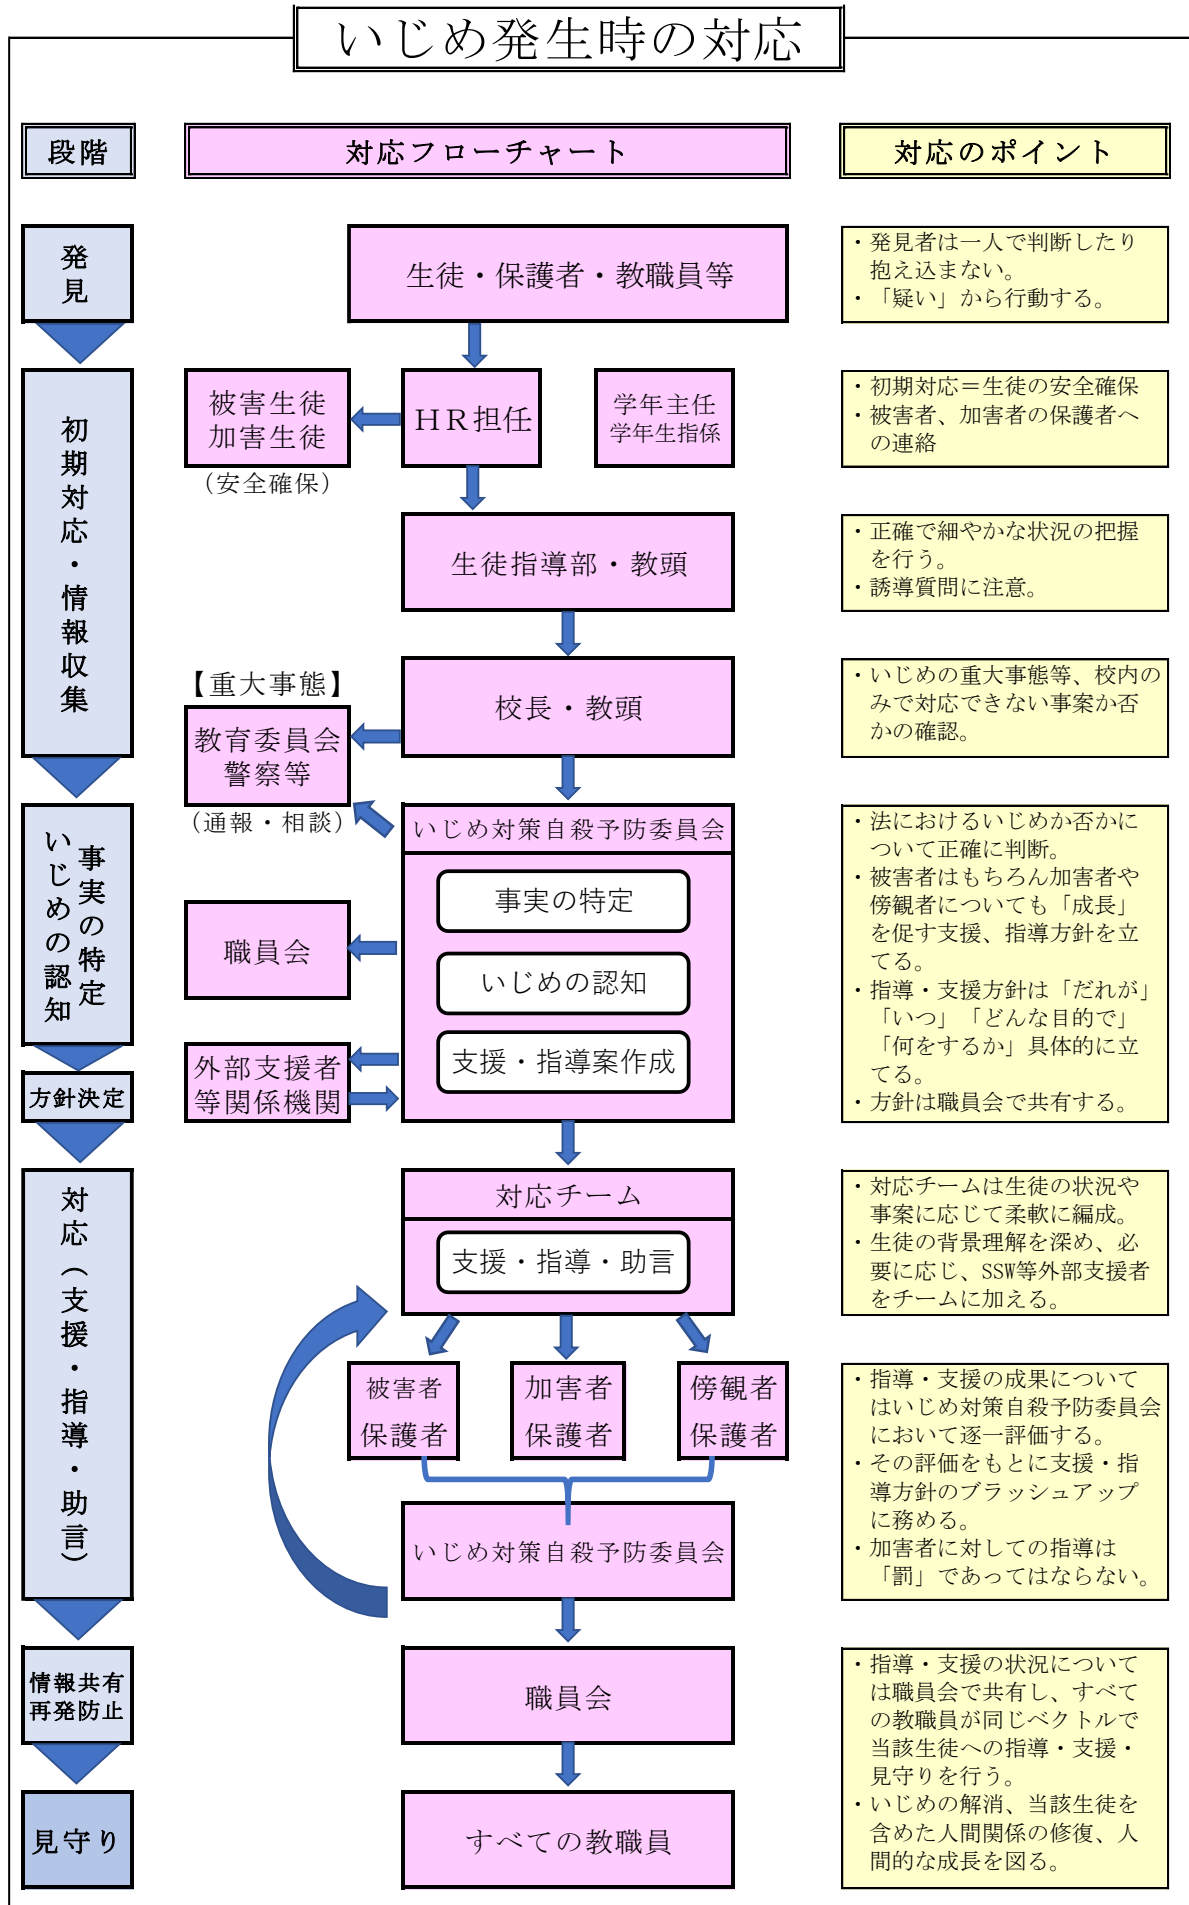 いじめ発生時の対応
段階
対応フローチャート
対応のポイント
発見
生徒・保護者・教職員等
・発見者は一人で判断したり
抱え込まない。
・「疑い」から行動する。
初期対応・情報収集
被害生徒
加害生徒
（安全確保）
ＨＲ担任
学年主任
学年生指係
・初期対応＝生徒の安全確保
・被害者、加害者の保護者へ
の連絡
生徒指導部・教頭
・正確で細やかな状況の把握
を行う。
・誘導質問に注意。
【重大事態】
教育委員会
警察等
（通報・相談）
校長・教頭
・いじめの重大事態等、校内の
みで対応できない事案か否
かの確認。
事実の特定
いじめの認知
いじめ対策自殺予防委員会
事実の特定
いじめの認知
支援・指導案作成
職員会
外部支援者
等関係機関
・法におけるいじめか否かに
ついて正確に判断。
・被害者はもちろん加害者や
傍観者についても「成長」
を促す支援、指導方針を立
てる。
・指導・支援方針は「だれが」
「いつ」「どんな目的で」
「何をするか」具体的に立
てる。
・方針は職員会で共有する。
方針決定
対応（支援・指導・助言）
対応チーム
支援・指導・助言
・対応チームは生徒の状況や
事案に応じて柔軟に編成。
・生徒の背景理解を深め、必
要に応じ、SSW等外部支援者
をチームに加える。
被害者
保護者
加害者
保護者
傍観者
保護者
いじめ対策自殺予防委員会
・指導・支援の成果について
はいじめ対策自殺予防委員会
において逐一評価する。
・その評価をもとに支援・指
導方針のブラッシュアップ
に務める。
・加害者に対しての指導は
「罰」であってはならない。
情報共有
再発防止
職員会
・指導・支援の状況について
は職員会で共有し、すべて
の教職員が同じベクトルで
当該生徒への指導・支援・
見守りを行う。
・いじめの解消、当該生徒を
含めた人間関係の修復、人
間的な成長を図る。
見守り
すべての教職員